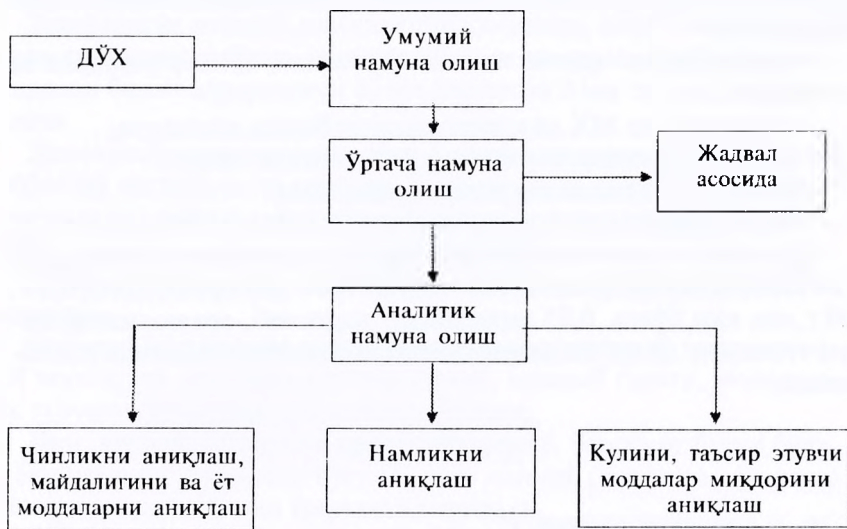 ДЎХ
Умумий
намуна олиш
Ўртача намуна
олиш
Жадвал
асосида
Аналитик
намуна олиш
Чинликни аниқлаш,
майдалигини ва ёт
моддаларни аниқлаш
Намликни
аниқлаш
Кулини, таъсир этувчи
моддалар миқдорини
аниқлаш